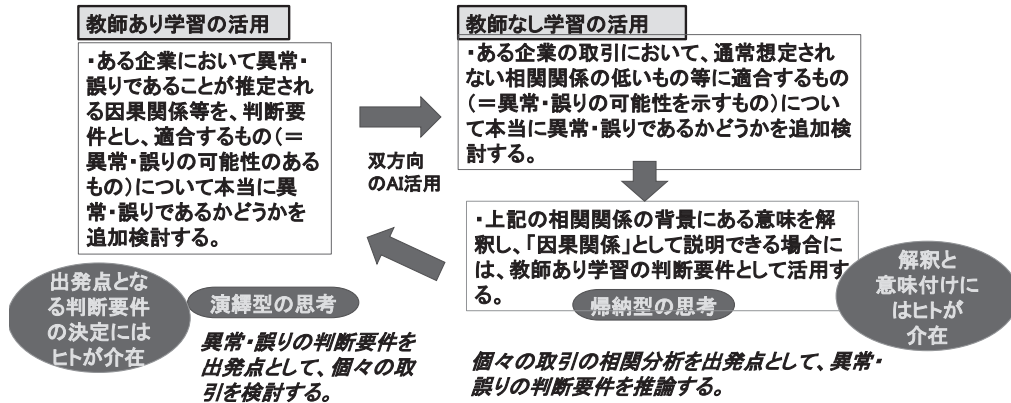 教師あり学習の活用
・ある企業において異常・
誤りであることが推定され
る因果関係等を、判断要
件とし、適合するもの(＝
異常・誤りの可能性のある
もの)について本当に異
常・誤りであるかどうかを
追加検討する。
双方向
のAI活用
教師なし学習の活用
・ある企業の取引において、通常想定され
ない相関関係の低いもの等に適合するもの
(＝異常・誤りの可能性を示すもの)につい
て本当に異常・誤りであるかどうかを追加検
討する。
・上記の相関関係の背景にある意味を解
釈し、「因果関係」として説明できる場合に
は、教師あり学習の判断要件として活用す
る。
出発点とな
る判断要件
の決定には
ヒトが介在
演繹型の思考
異常・誤りの判断要件を
出発点として、個々の取
引を検討する。
帰納型の思考
個々の取引の相関分析を出発点として、異常・
誤りの判断要件を推論する。
解釈と
意味付けに
はヒトが
介在